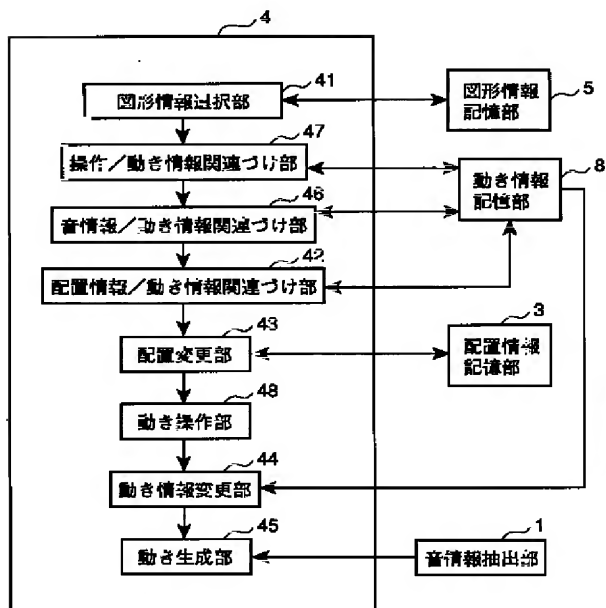 4
41
図形情報選択部
5
図形情報
記憶部
47
操作／動き情報関連づけ部
8
動き情報
記憶部
46
音情報／動き情報関連づけ部
42
配置情報／動き情報関連づけ部
43
配置変更部
3
配置情報
記憶部
48
動き操作部
44
動き情報変更部
45
動き生成部
1
音情報抽出部